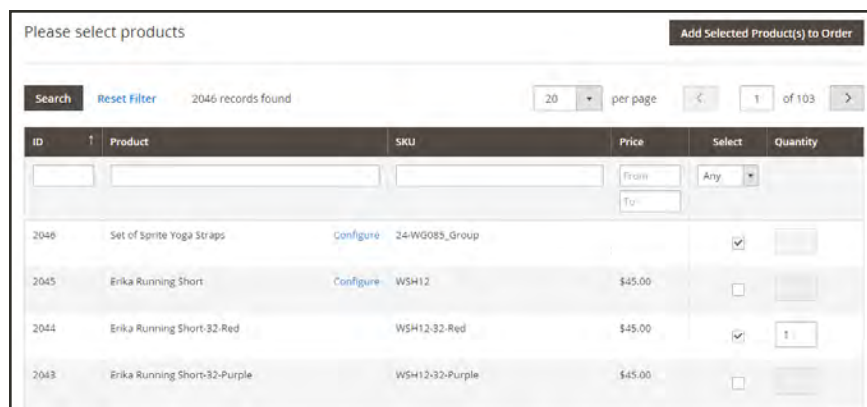 Please select products
Add Selected Product(s) to Order
Search Reset Filter 2046 records found 20 per page 1 of 103
ID Product SKU Price Select Quantity
From Any
To
2046 Set of Sprite Yoga Straps Configure 24-WG085_Group
2045 Erika Running Short Configure WSH12 $45.00
2044 Erika Running Short-32-Red WSH12-32-Red $45.00 1
2043 Erika Running Short-32-Purple WSH12-32-Purple $45.00